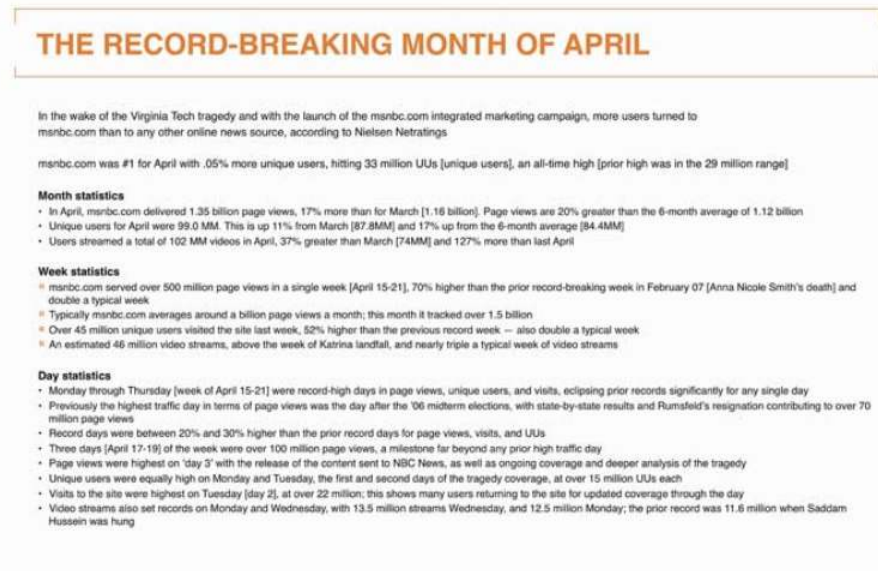 THE RECORD-BREAKING MONTH OF APRIL
In the wake of the Virginia Tech tragedy and with the launch of the msnbc.com integrated marketing campaign, more users turned to
msnbc.com than to any other online news source, according to Nielsen Netratings
msnbc.com was #1 for April with .05% more unique users, hitting 33 million UUs [unique users], an all-time high [prior high was in the 29 million range]
Month statistics
• In April, msnbc.com delivered 1.35 billion page views, 17% more than for March [1.16 billion]. Page views are 20% greater than the 6-month average of 1.12 billion
• Unique users for April were 99.0 MM. This is up 11% from March [87.8MM] and 17% up from the 6-month average [84.4MM]
• Users streamed a total of 102 MM videos in April, 37% greater than March [74MM] and 127% more than last April
Week statistics
msnbc.com served over 500 million page views in a single week [April 15-21], 70% higher than the prior record-breaking week in February 07 [Anna Nicole Smith's death] and
double a typical week
Typically msnbc.com averages around a billion page views a month; this month it tracked over 1.5 billion
Over 45 million unique users visited the site last week, 52% higher than the previous record week — also double a typical week
An estimated 46 million video streams, above the week of Katrina landfall, and nearly triple a typical week of video streams
Day statistics
• Monday through Thursday [week of April 15-21] were record-high days in page views, unique users, and visits, eclipsing prior records significantly for any single day
• Previously the highest traffic day in terms of page views was the day after the '06 midterm elections, with state-by-state results and Rumsfeld's resignation contributing to over 70
million page views
• Record days were between 20% and 30% higher than the prior record days for page views, visits, and UUs
• Three days [April 17-19] of the week were over 100 million page views, a milestone far beyond any prior high traffic day
• Page views were highest on 'day 3' with the release of the content sent to NBC News, as well as ongoing coverage and deeper analysis of the tragedy
• Unique users were equally high on Monday and Tuesday, the first and second days of the tragedy coverage, at over 15 million UUs each
• Visits to the site were highest on Tuesday [day 2], at over 22 million; this shows many users returning to the site for updated coverage through the day
• Video streams also set records on Monday and Wednesday, with 13.5 million streams Wednesday, and 12.5 million Monday; the prior record was 11.6 million when Saddam
Hussein was hung